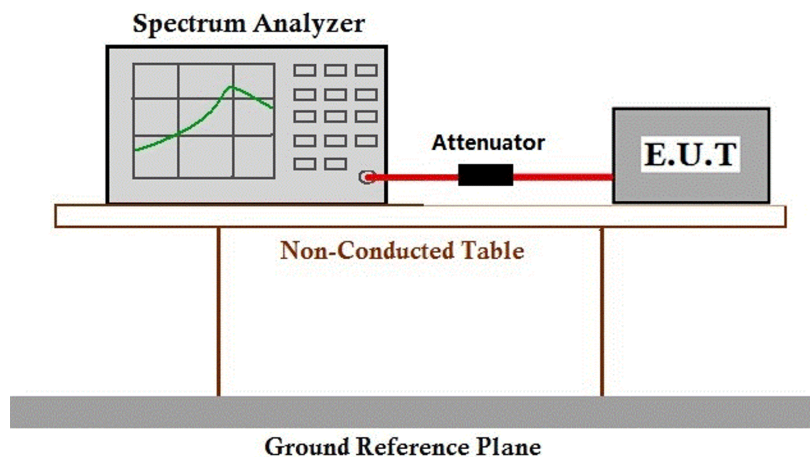 Spectrum Analyzer
Attenuator
E.U.T
Non-Conducted Table
Ground Reference Plane